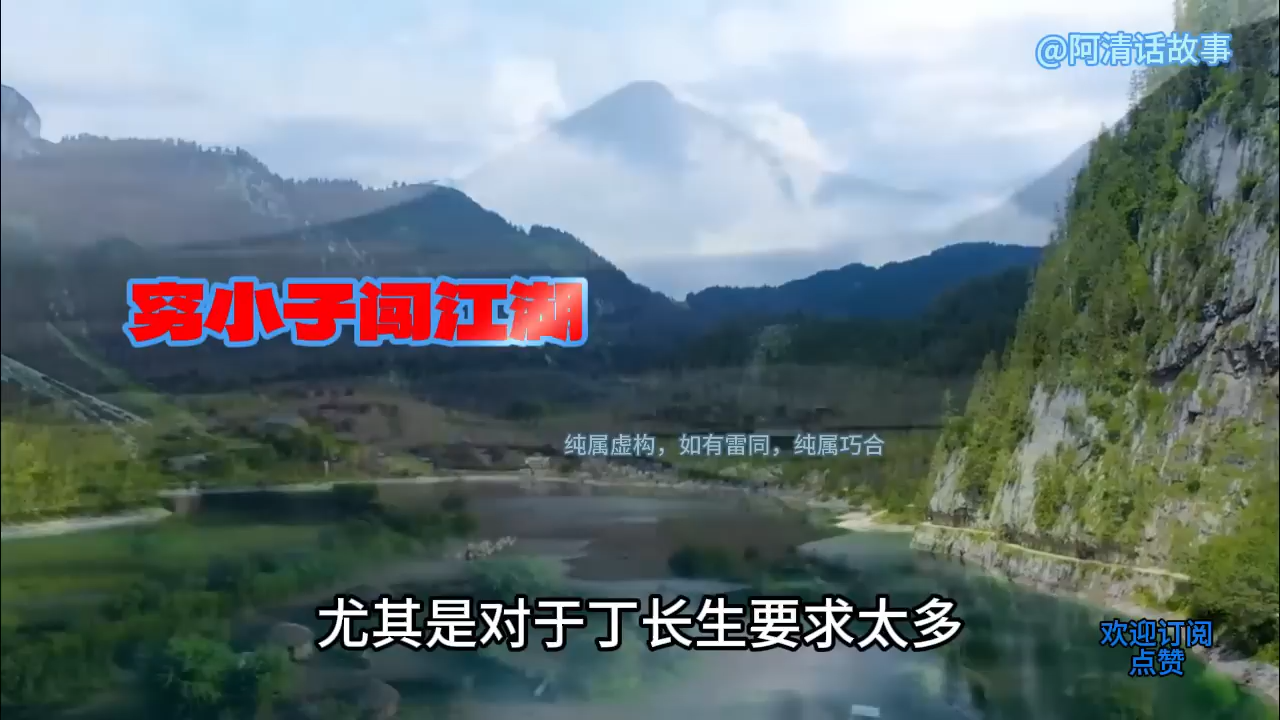 @阿清话故事
穷小子闯江湖
纯属虚构，如有雷同，纯属巧合
尤其是对于丁长生要求太多
欢迎订阅
点赞